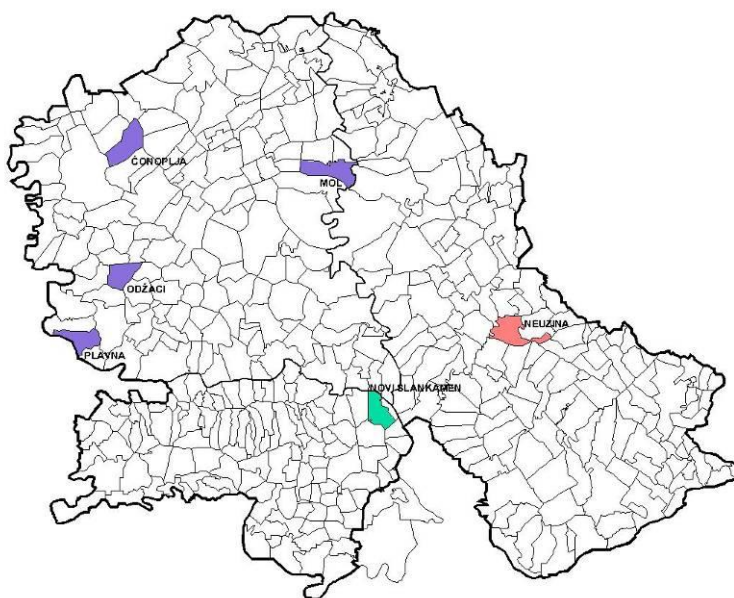 ČONOPLJA
MOL
ODŽACI
NEUZINA
PLAVNA
NOVI SLANKAMEN